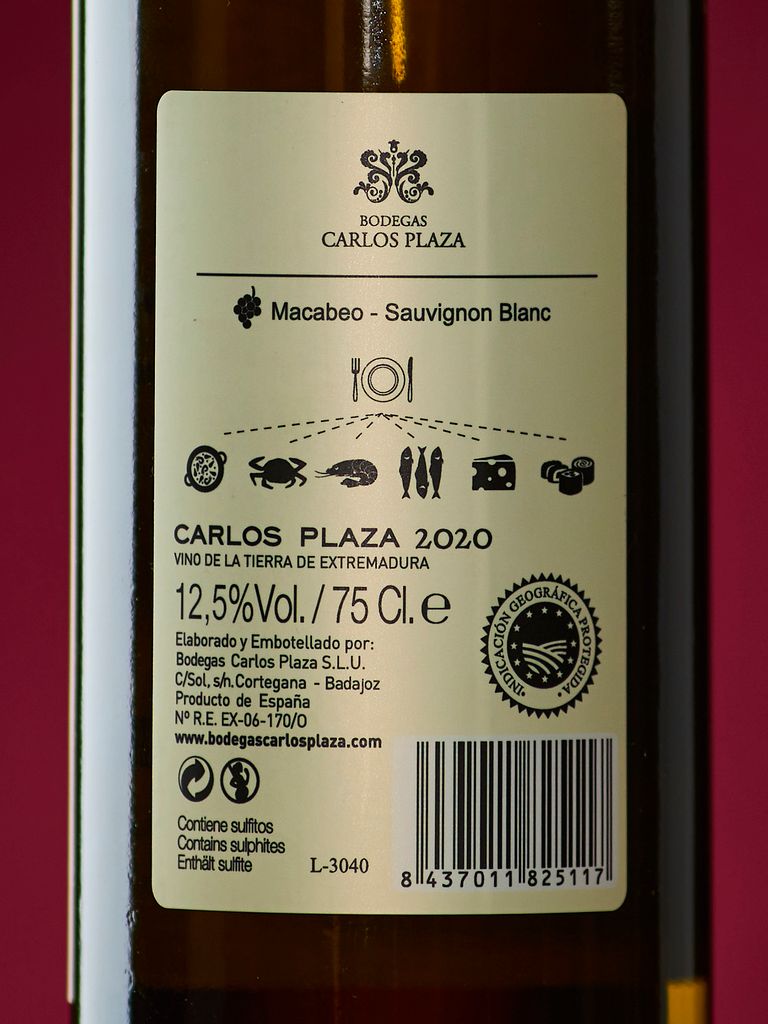 BODEGAS
CARLOS PLAZA
Macabeo - Sauvignon Blanc
CARLOS PLAZA 2020
VINO DE LA TIERRA DE EXTREMADURA
12,5%Vol. / 75 Cl. e
INDICACIÓN GEOGRÁFICA PROTEGIDA
Elaborado y Embotellado por:
Bodegas Carlos Plaza S.L.U.
C/Sol, s/n. Cortegana - Badajoz
Producto de España
Nº R.E. EX-06-170/O
www.bodegascarlosplaza.com
Contiene sulfitos
Contains sulphites
Enthält sulfite
L-3040
8 437011 825117